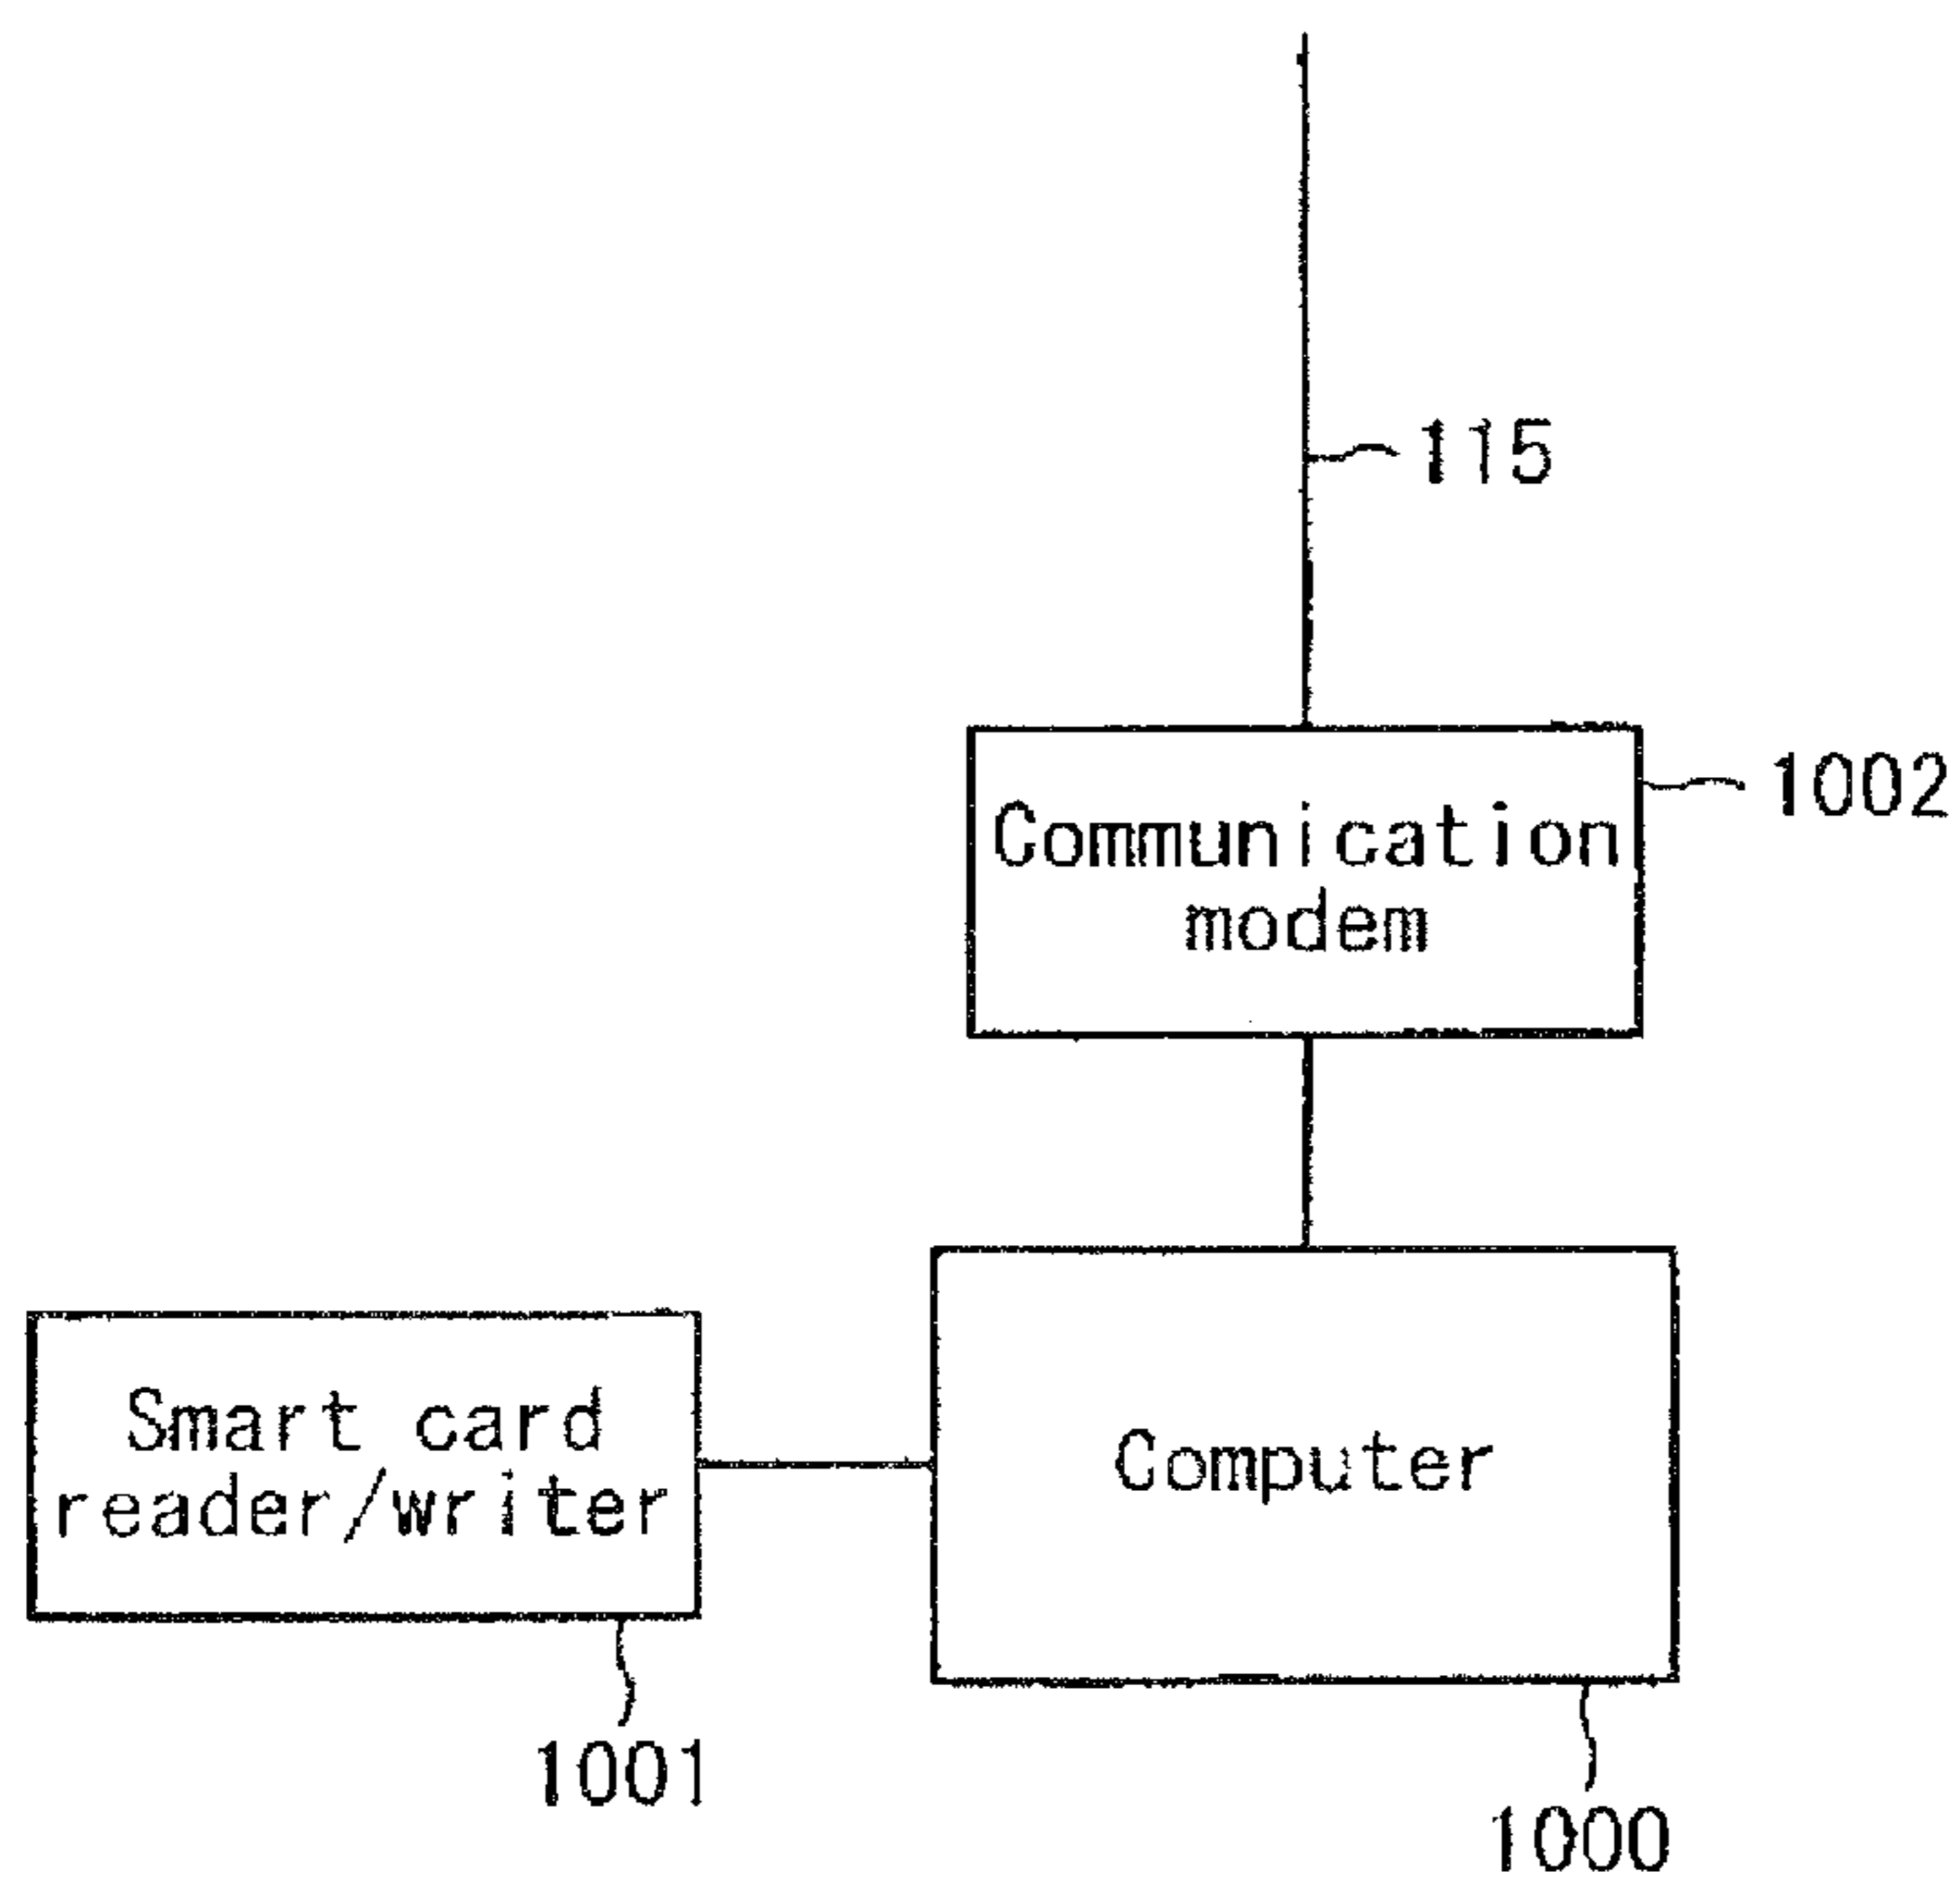 115
1002
Communication
modem
Smart card
reader/writer
Computer
1001
1000